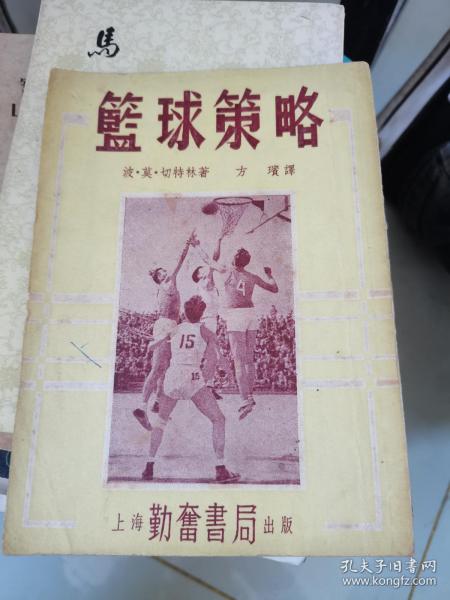 馬
籃球策略
波·莫·切特林著 方璸譯
4
15
15
上海勤奮書局出版
孔夫子旧书网
www.kongfz.com